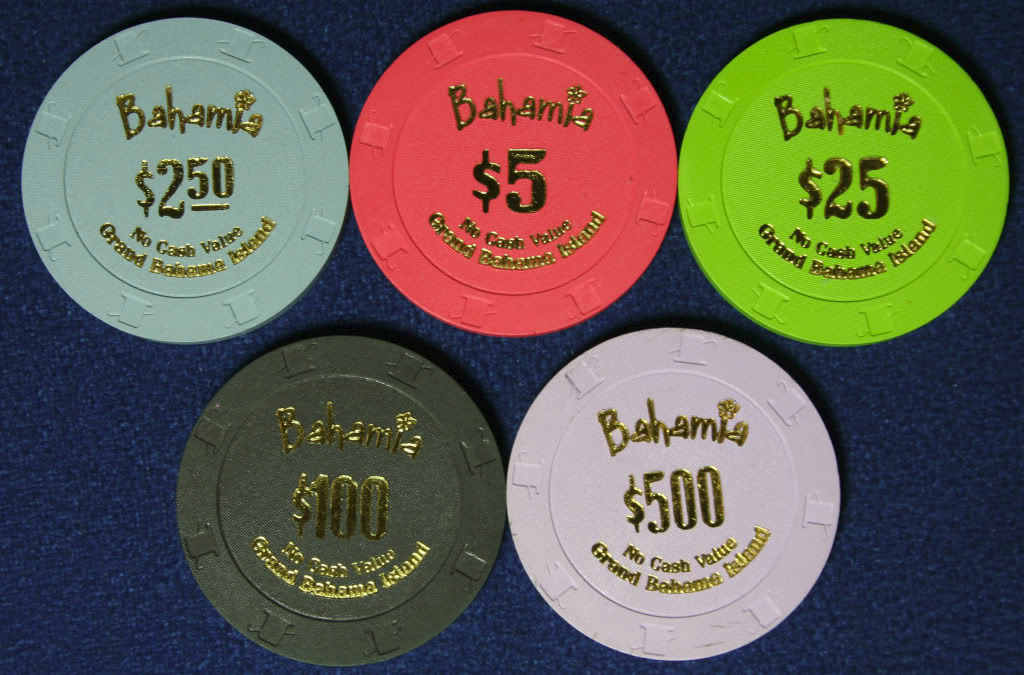 Bahamia
$2.50
No Cash Value
Grand Bahama Island
Bahamia
$5
No Cash Value
Grand Bahama Island
Bahamia
$25
No Cash Value
Grand Bahama Island
Bahamia
$100
No Cash Value
Grand Bahama Island
Bahamia
$500
No Cash Value
Grand Bahama Island